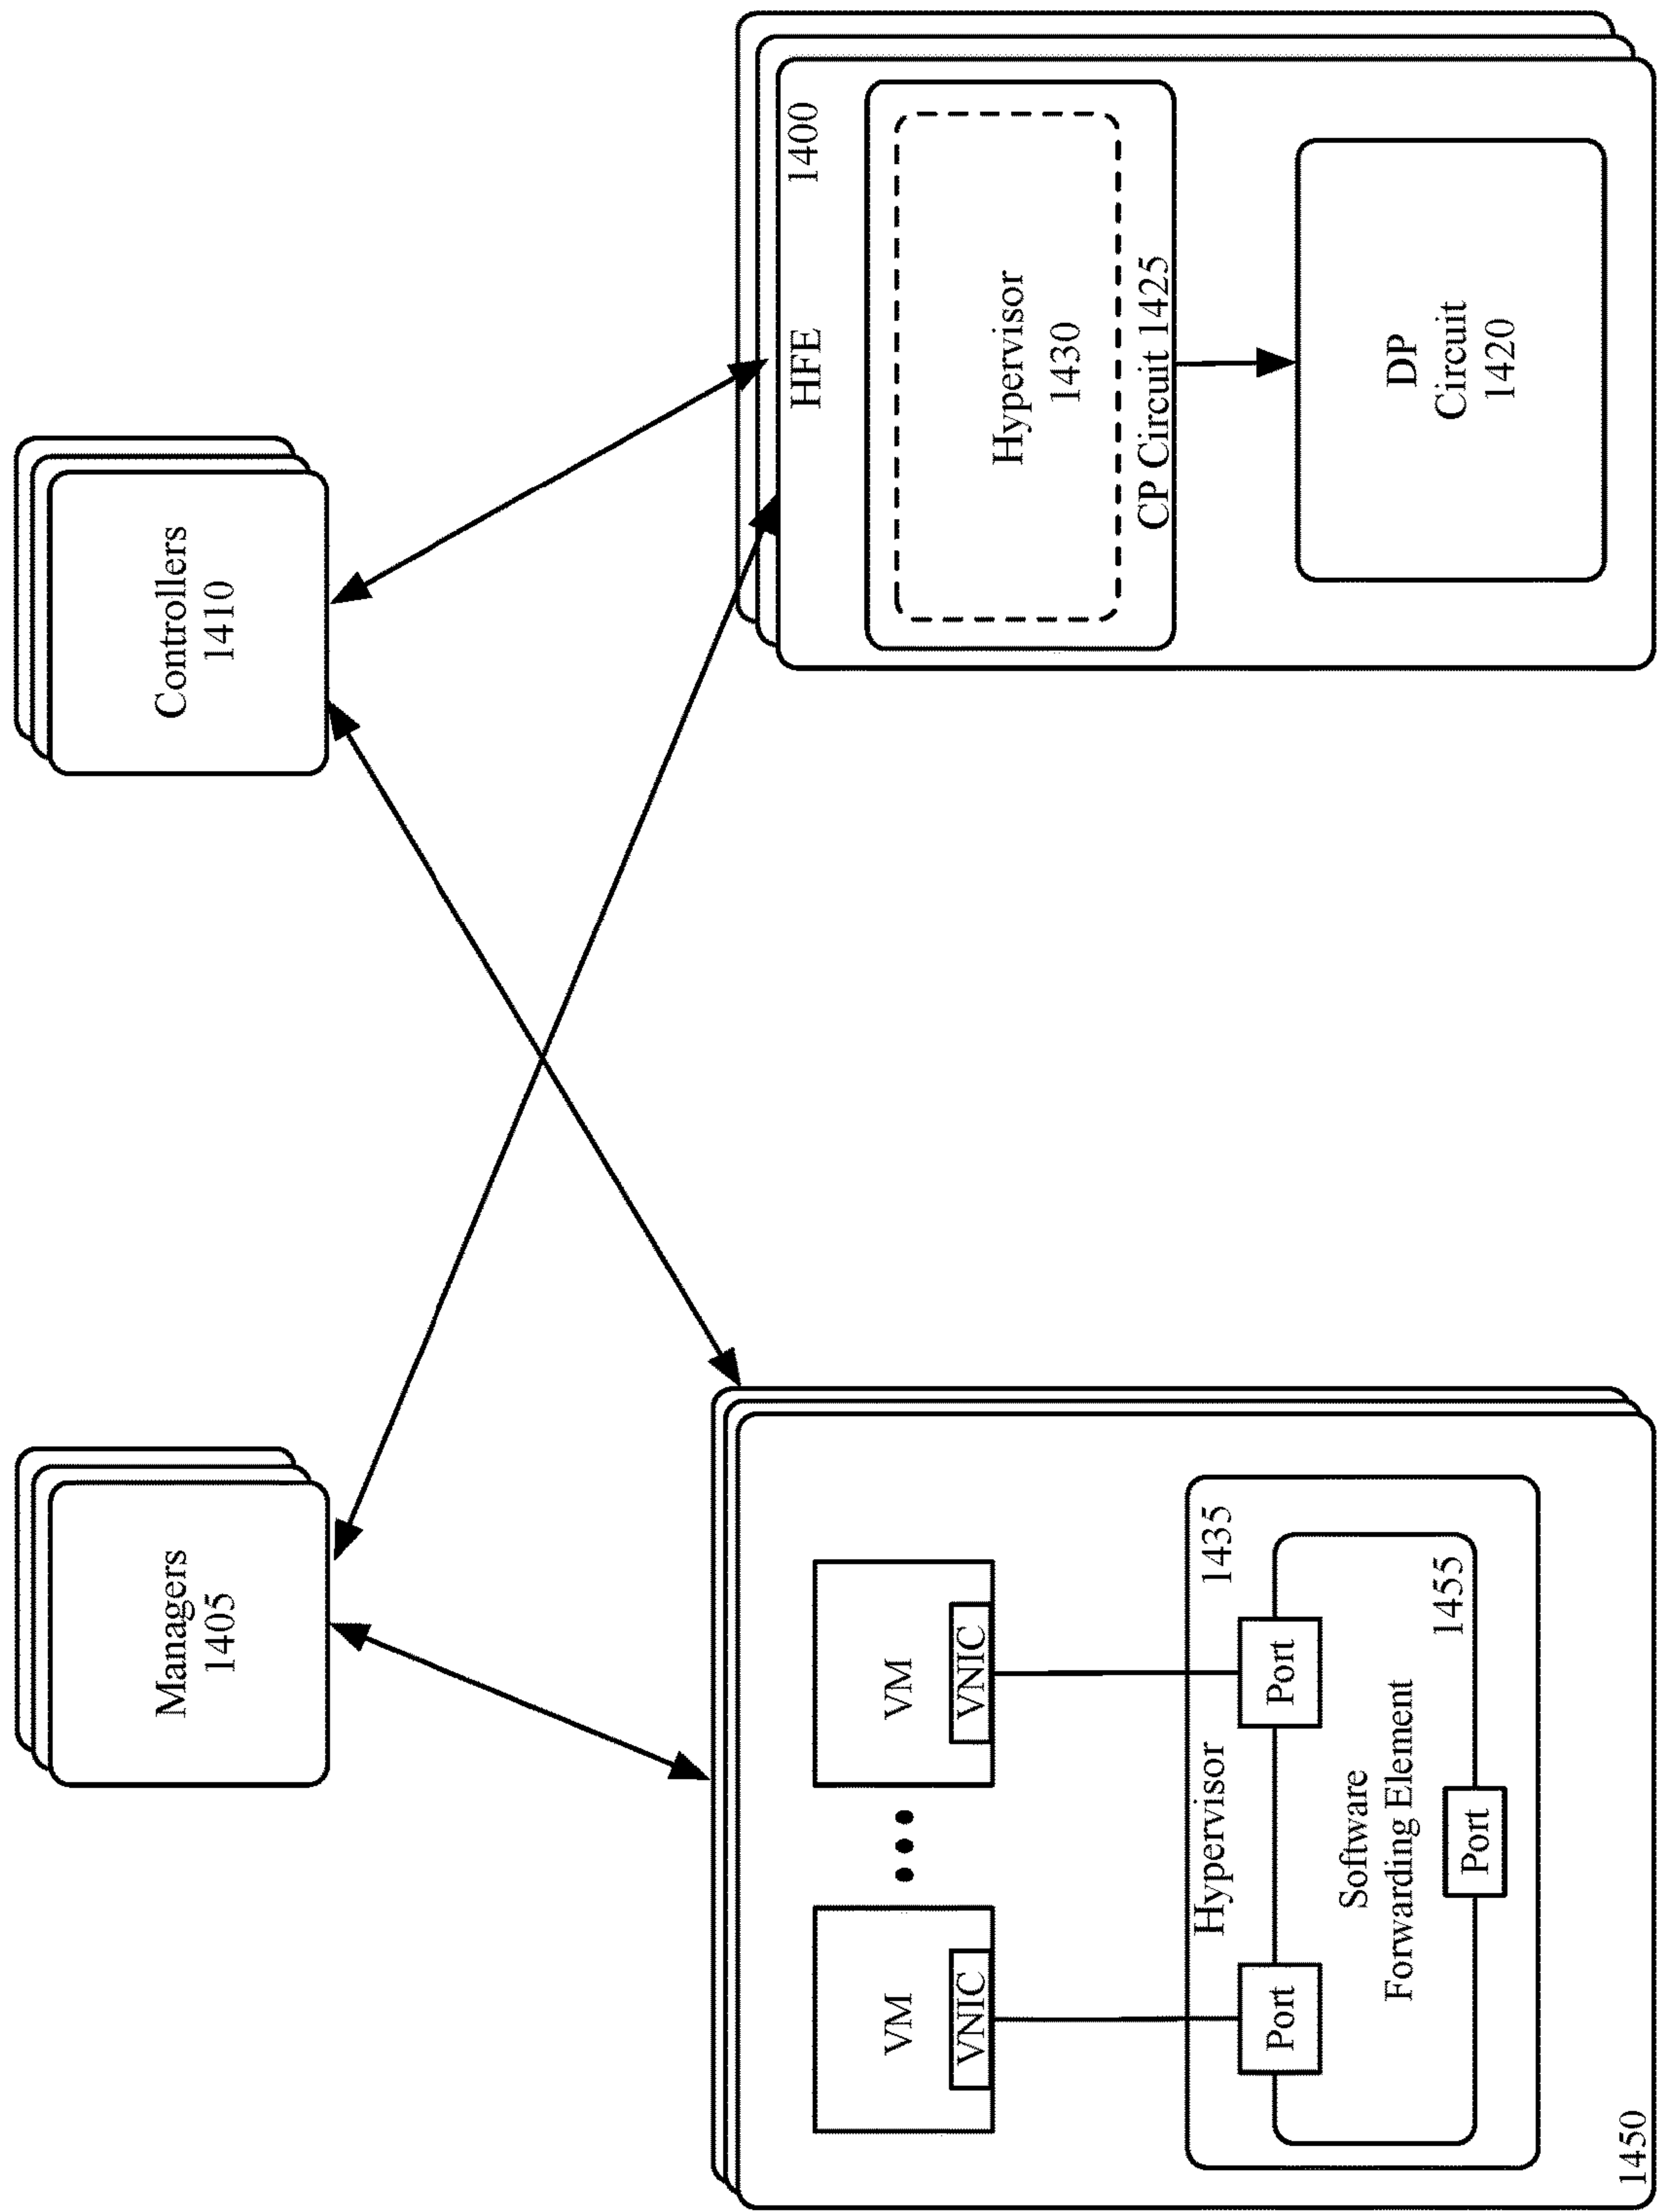 Managers
1405
Controllers
1410
VM
VNIC
VM
VNIC
Hypervisor
1435
Port
Port
Software
Forwarding Element
1455
Port
1450
HFE
1400
Hypervisor
1430
CP Circuit 1425
DP
Circuit
1420